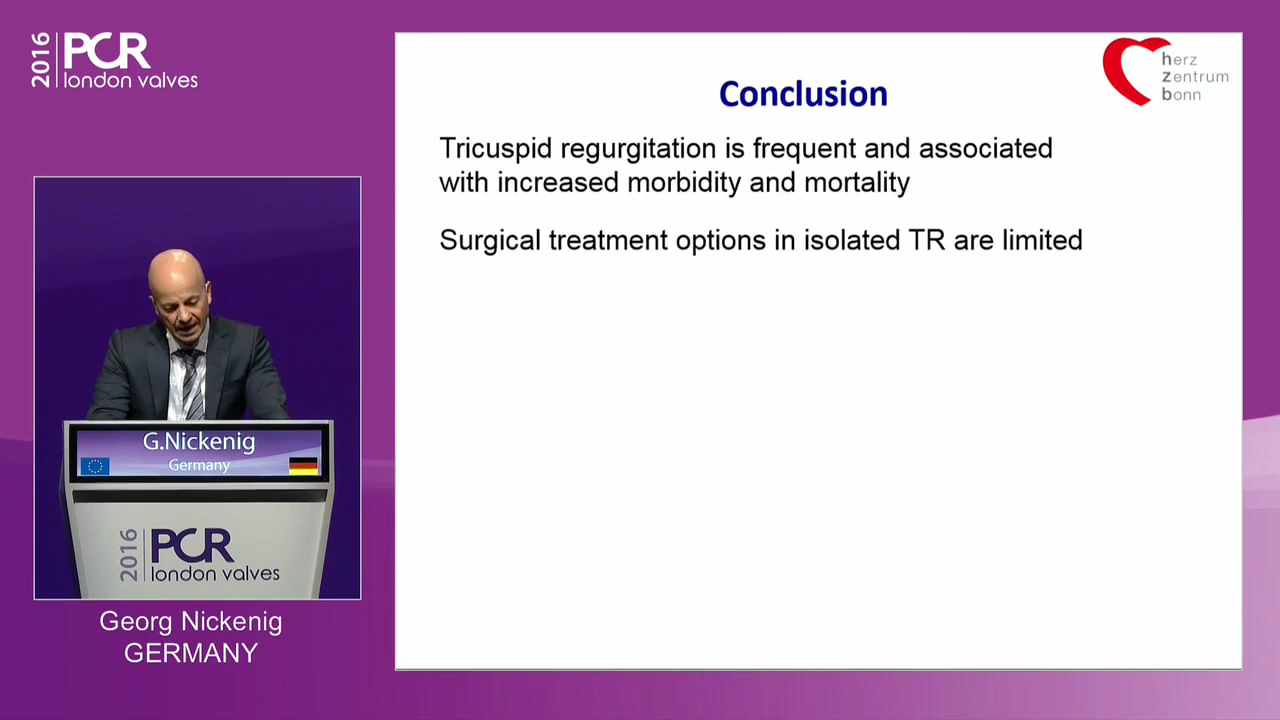 2016 PCR
london valves
Conclusion
herz
zentrum
bonn
Tricuspid regurgitation is frequent and associated
with increased morbidity and mortality
Surgical treatment options in isolated TR are limited
G.Nickenig
Germany
2016 PCR
london valves
Georg Nickenig
GERMANY